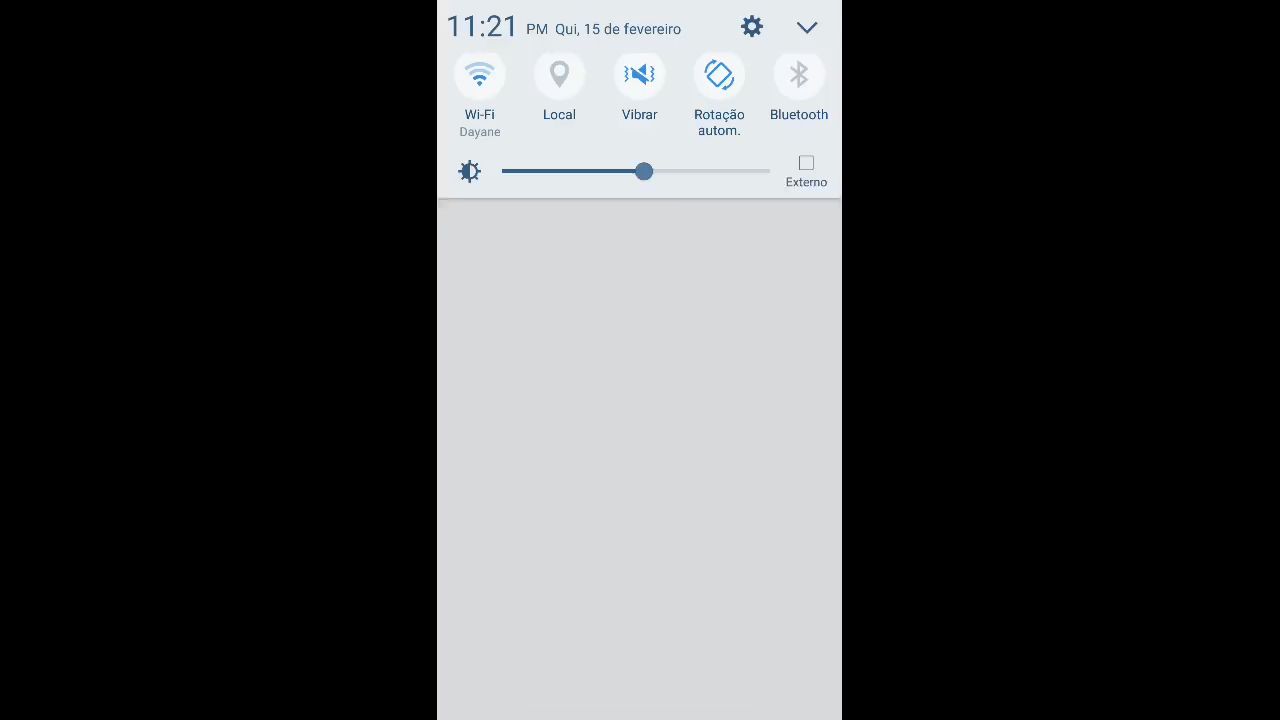 11:21 PM Qui, 15 de fevereiro
Wi-Fi
Dayane
Local
Vibrar
Rotação
autom.
Bluetooth
Externo